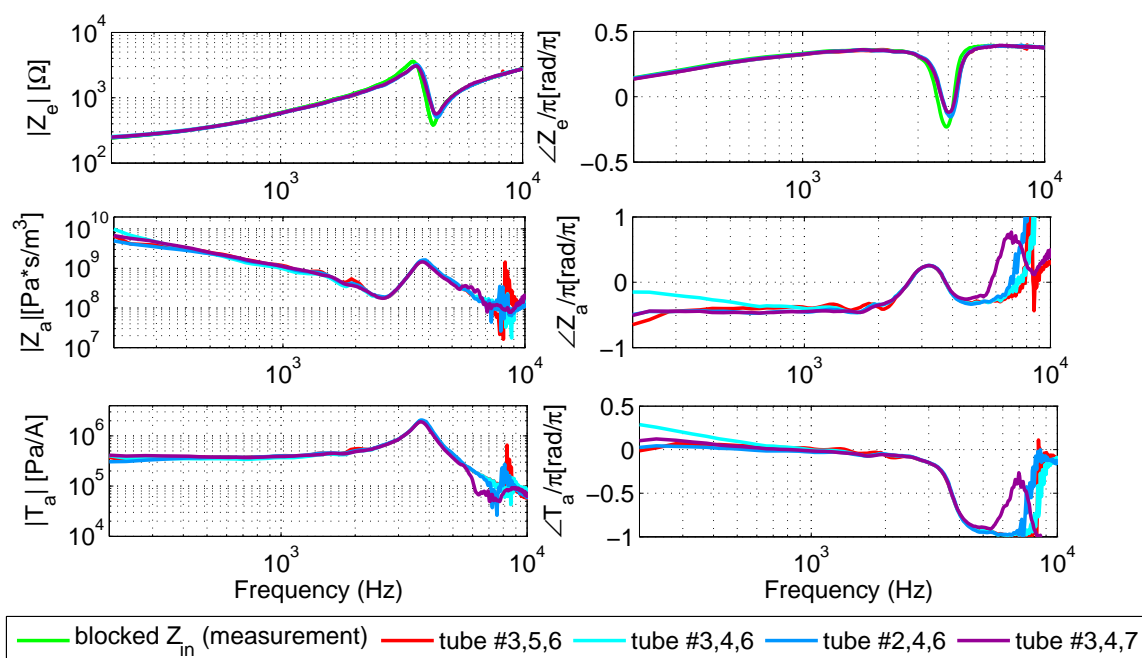 |Z_e| [Ω]
10^4
10^3
10^2
10^3
10^4
∠Z_e/π[rad/π]
0.5
0
−0.5
10^3
10^4
|Z_a|[Pa*s/m^3]
10^10
10^9
10^8
10^7
10^3
10^4
∠Z_a/π[rad/π]
1
0
−1
10^3
10^4
|T_a| [Pa/A]
10^6
10^5
10^4
10^3
10^4
Frequency (Hz)
∠T_a/π[rad/π]
0.5
0
−0.5
−1
10^3
10^4
Frequency (Hz)
blocked Z_in (measurement)
tube #3,5,6
tube #3,4,6
tube #2,4,6
tube #3,4,7